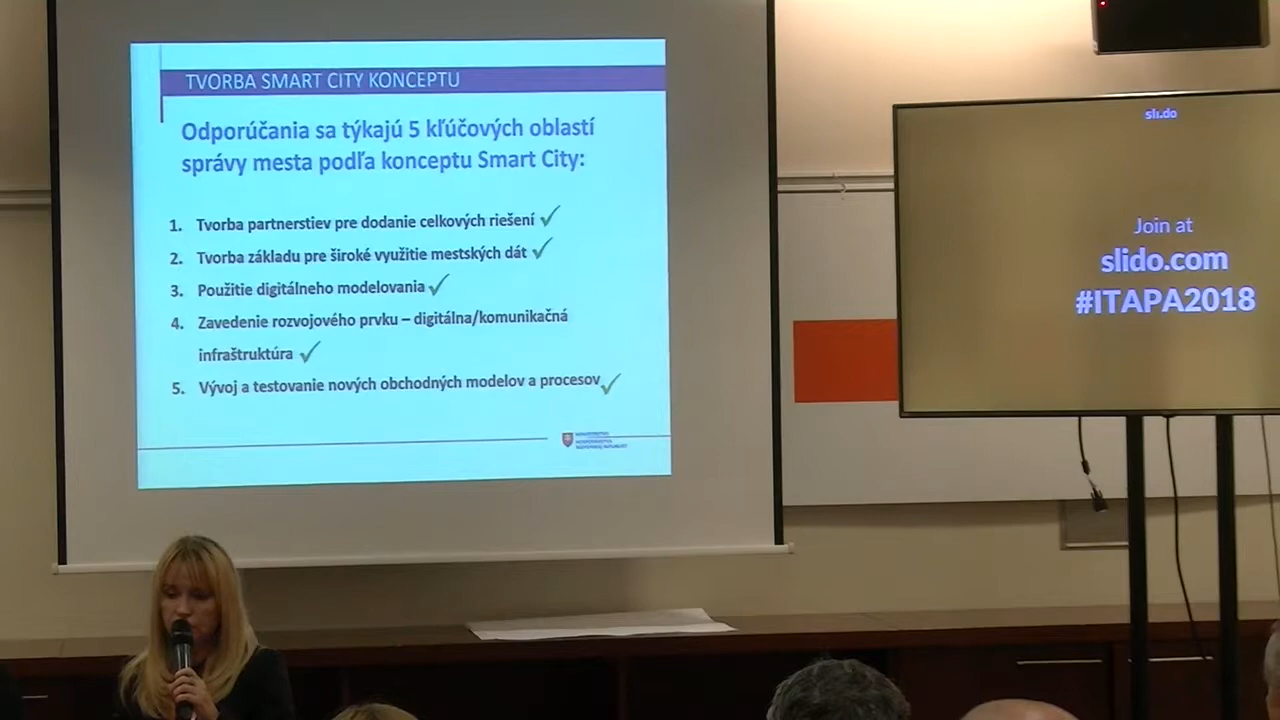 TVORBA SMART CITY KONCEPTU
Odporúčania sa týkajú 5 kľúčových oblastí
správy mesta podľa konceptu Smart City:
1. Tvorba partnerstiev pre dodanie celkových riešení
2. Tvorba základu pre široké využitie mestských dát
3. Použitie digitálneho modelovania
4. Zavedenie rozvojového prvku – digitálna/komunikačná
infraštruktúra
5. Vývoj a testovanie nových obchodných modelov a procesov
sli.do
Join at
slido.com
#ITAPA2018